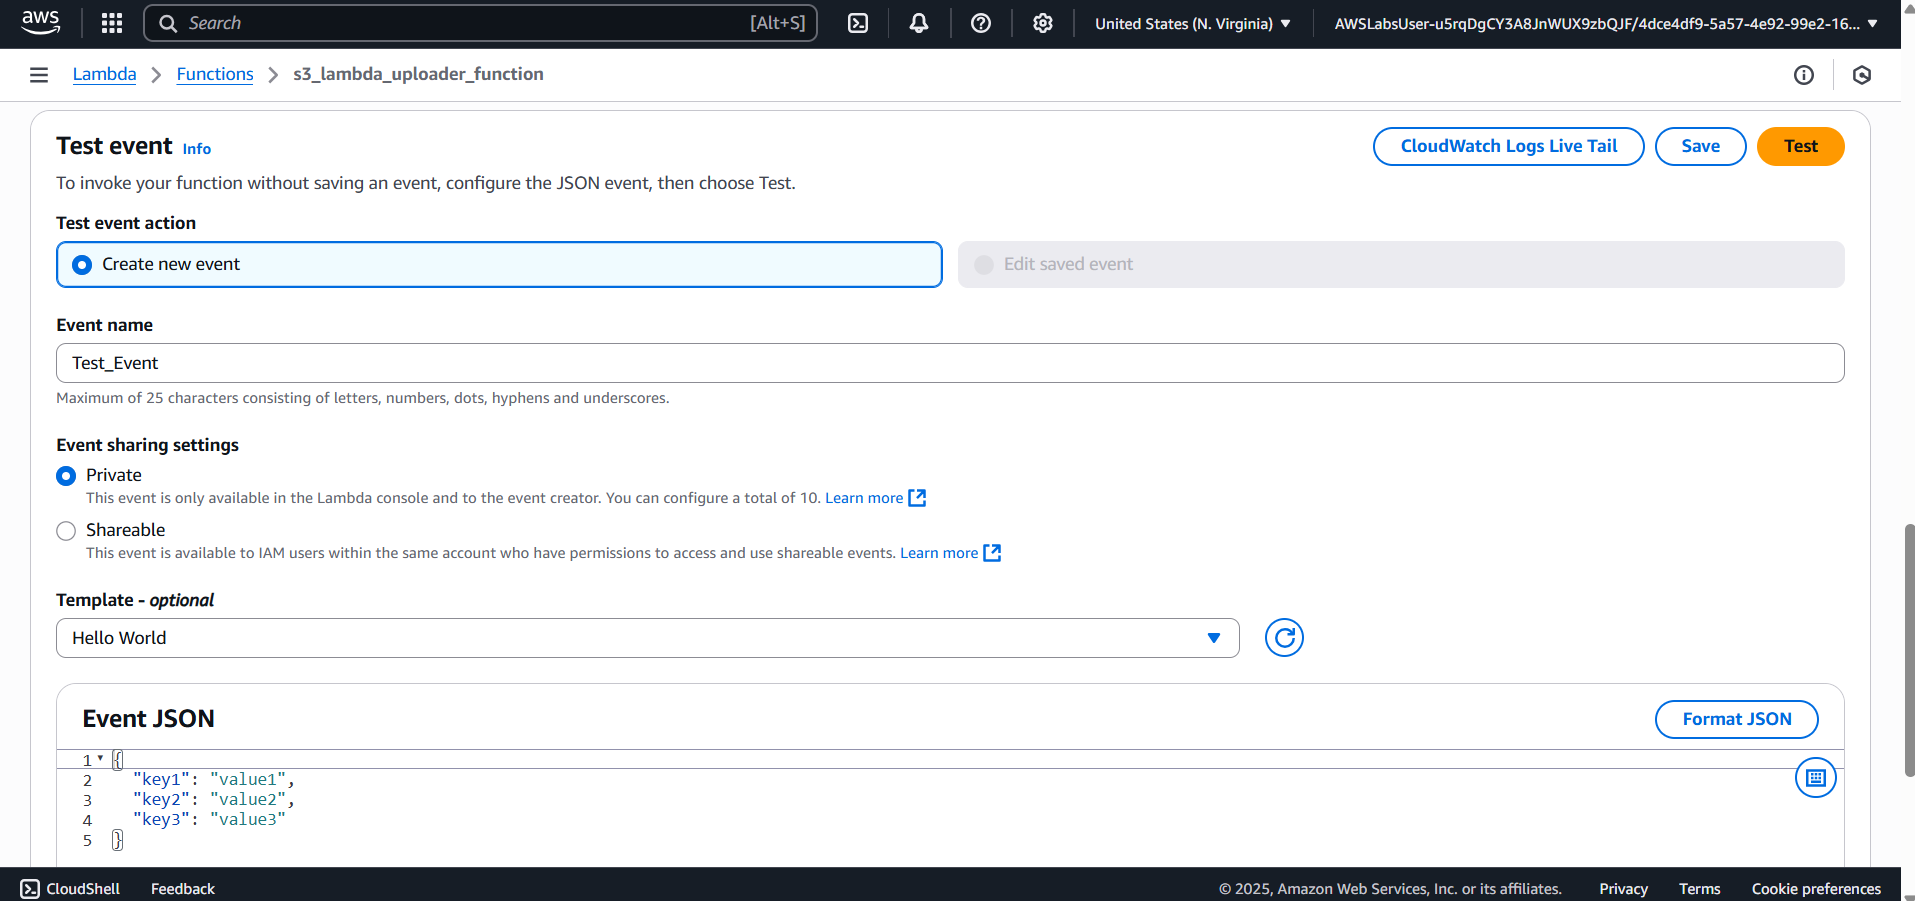 aws
Search [Alt+S]
United States (N. Virginia)
AWSLabsUser-u5rqDgCY3A8JnWUX9zbQJF/4dce4df9-5a57-4e92-99e2-16...
Lambda
Functions
s3_lambda_uploader_function
Test event Info
CloudWatch Logs Live Tail
Save
Test
To invoke your function without saving an event, configure the JSON event, then choose Test.
Test event action
Create new event
Edit saved event
Event name
Test_Event
Maximum of 25 characters consisting of letters, numbers, dots, hyphens and underscores.
Event sharing settings
Private
This event is only available in the Lambda console and to the event creator. You can configure a total of 10. Learn more
Shareable
This event is available to IAM users within the same account who have permissions to access and use shareable events. Learn more
Template - optional
Hello World
Event JSON
Format JSON
1 {
2 "key1": "value1",
3 "key2": "value2",
4 "key3": "value3"
5 }
CloudShell
Feedback
© 2025, Amazon Web Services, Inc. or its affiliates.
Privacy
Terms
Cookie preferences